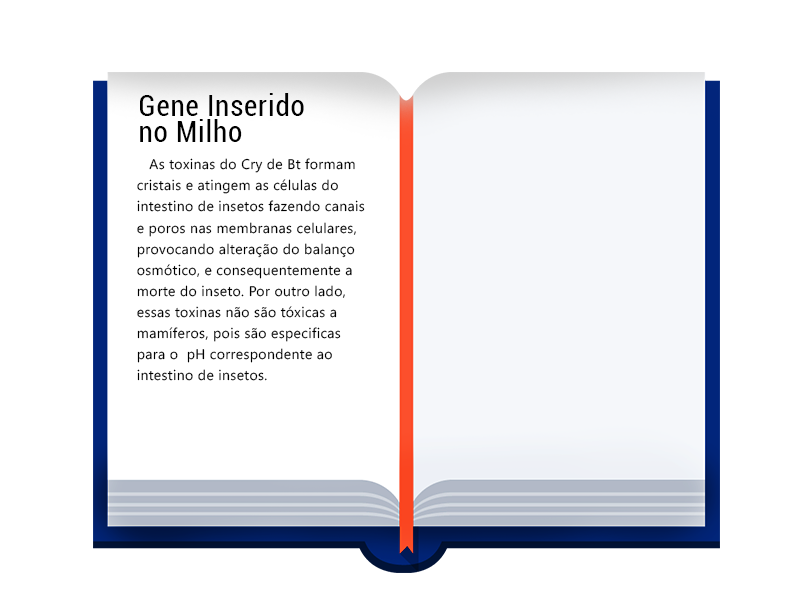 Gene Inserido
no Milho
As toxinas do Cry de Bt formam
cristais e atingem as células do
intestino de insetos fazendo canais
e poros nas membranas celulares,
provocando alteração do balanço
osmótico, e consequentemente a
morte do inseto. Por outro lado,
essas toxinas não são tóxicas a
mamíferos, pois são especificas
para o  pH correspondente ao
intestino de insetos.